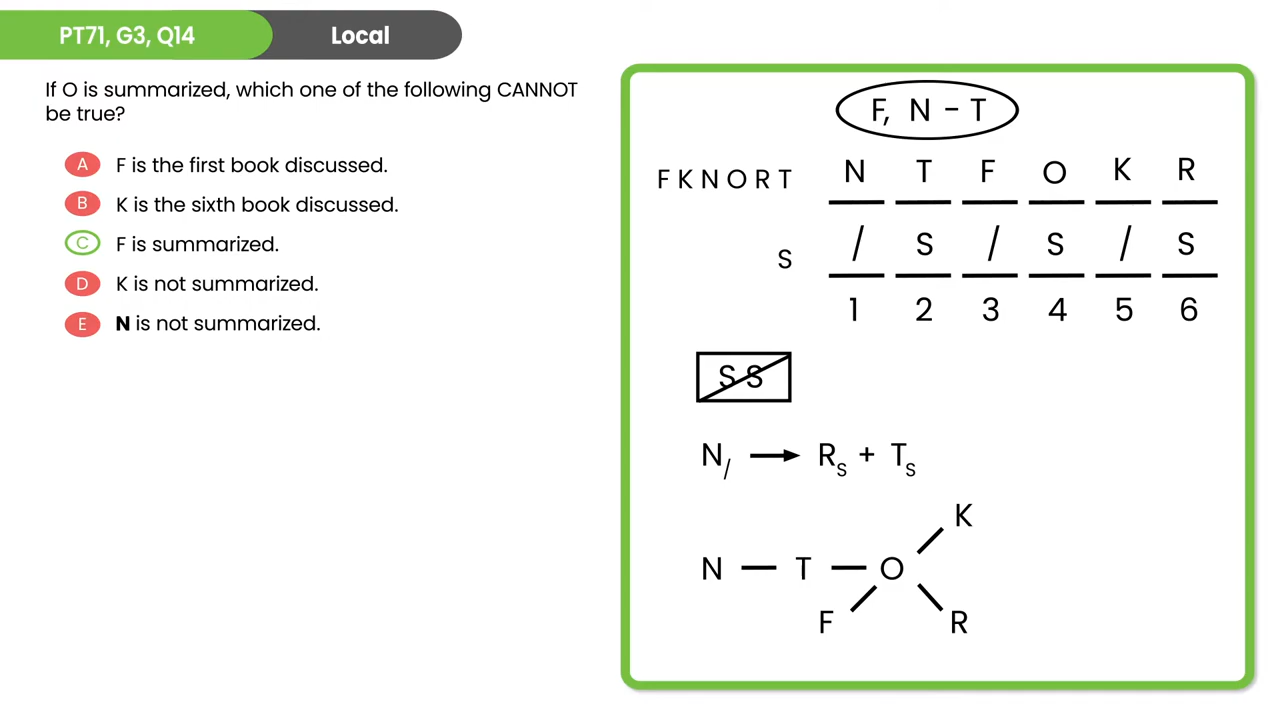 PT71, G3, Q14
Local
If O is summarized, which one of the following CANNOT
be true?
A F is the first book discussed.
B K is the sixth book discussed.
C F is summarized.
D K is not summarized.
E N is not summarized.
F, N – T
F K N O R T N T F O K R
S / S / S / S
1 2 3 4 5 6
S S
N/ → Rs + Ts
K
N — T — O
F R